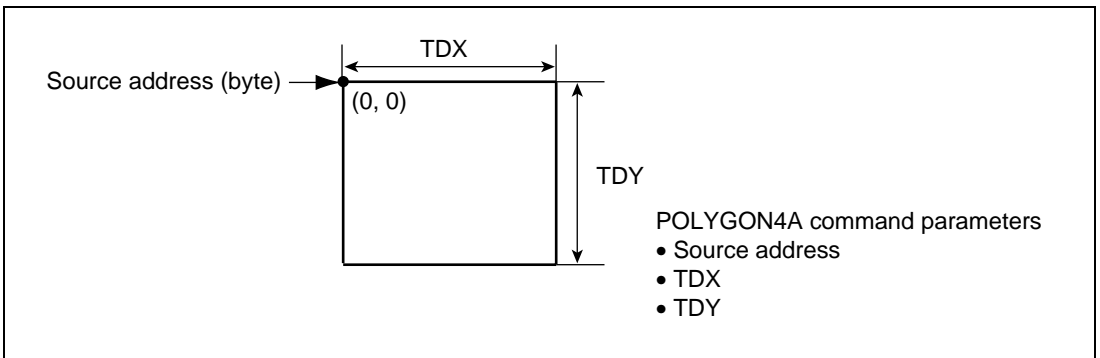 TDX
Source address (byte)
(0, 0)
TDY
POLYGON4A command parameters
• Source address
• TDX
• TDY